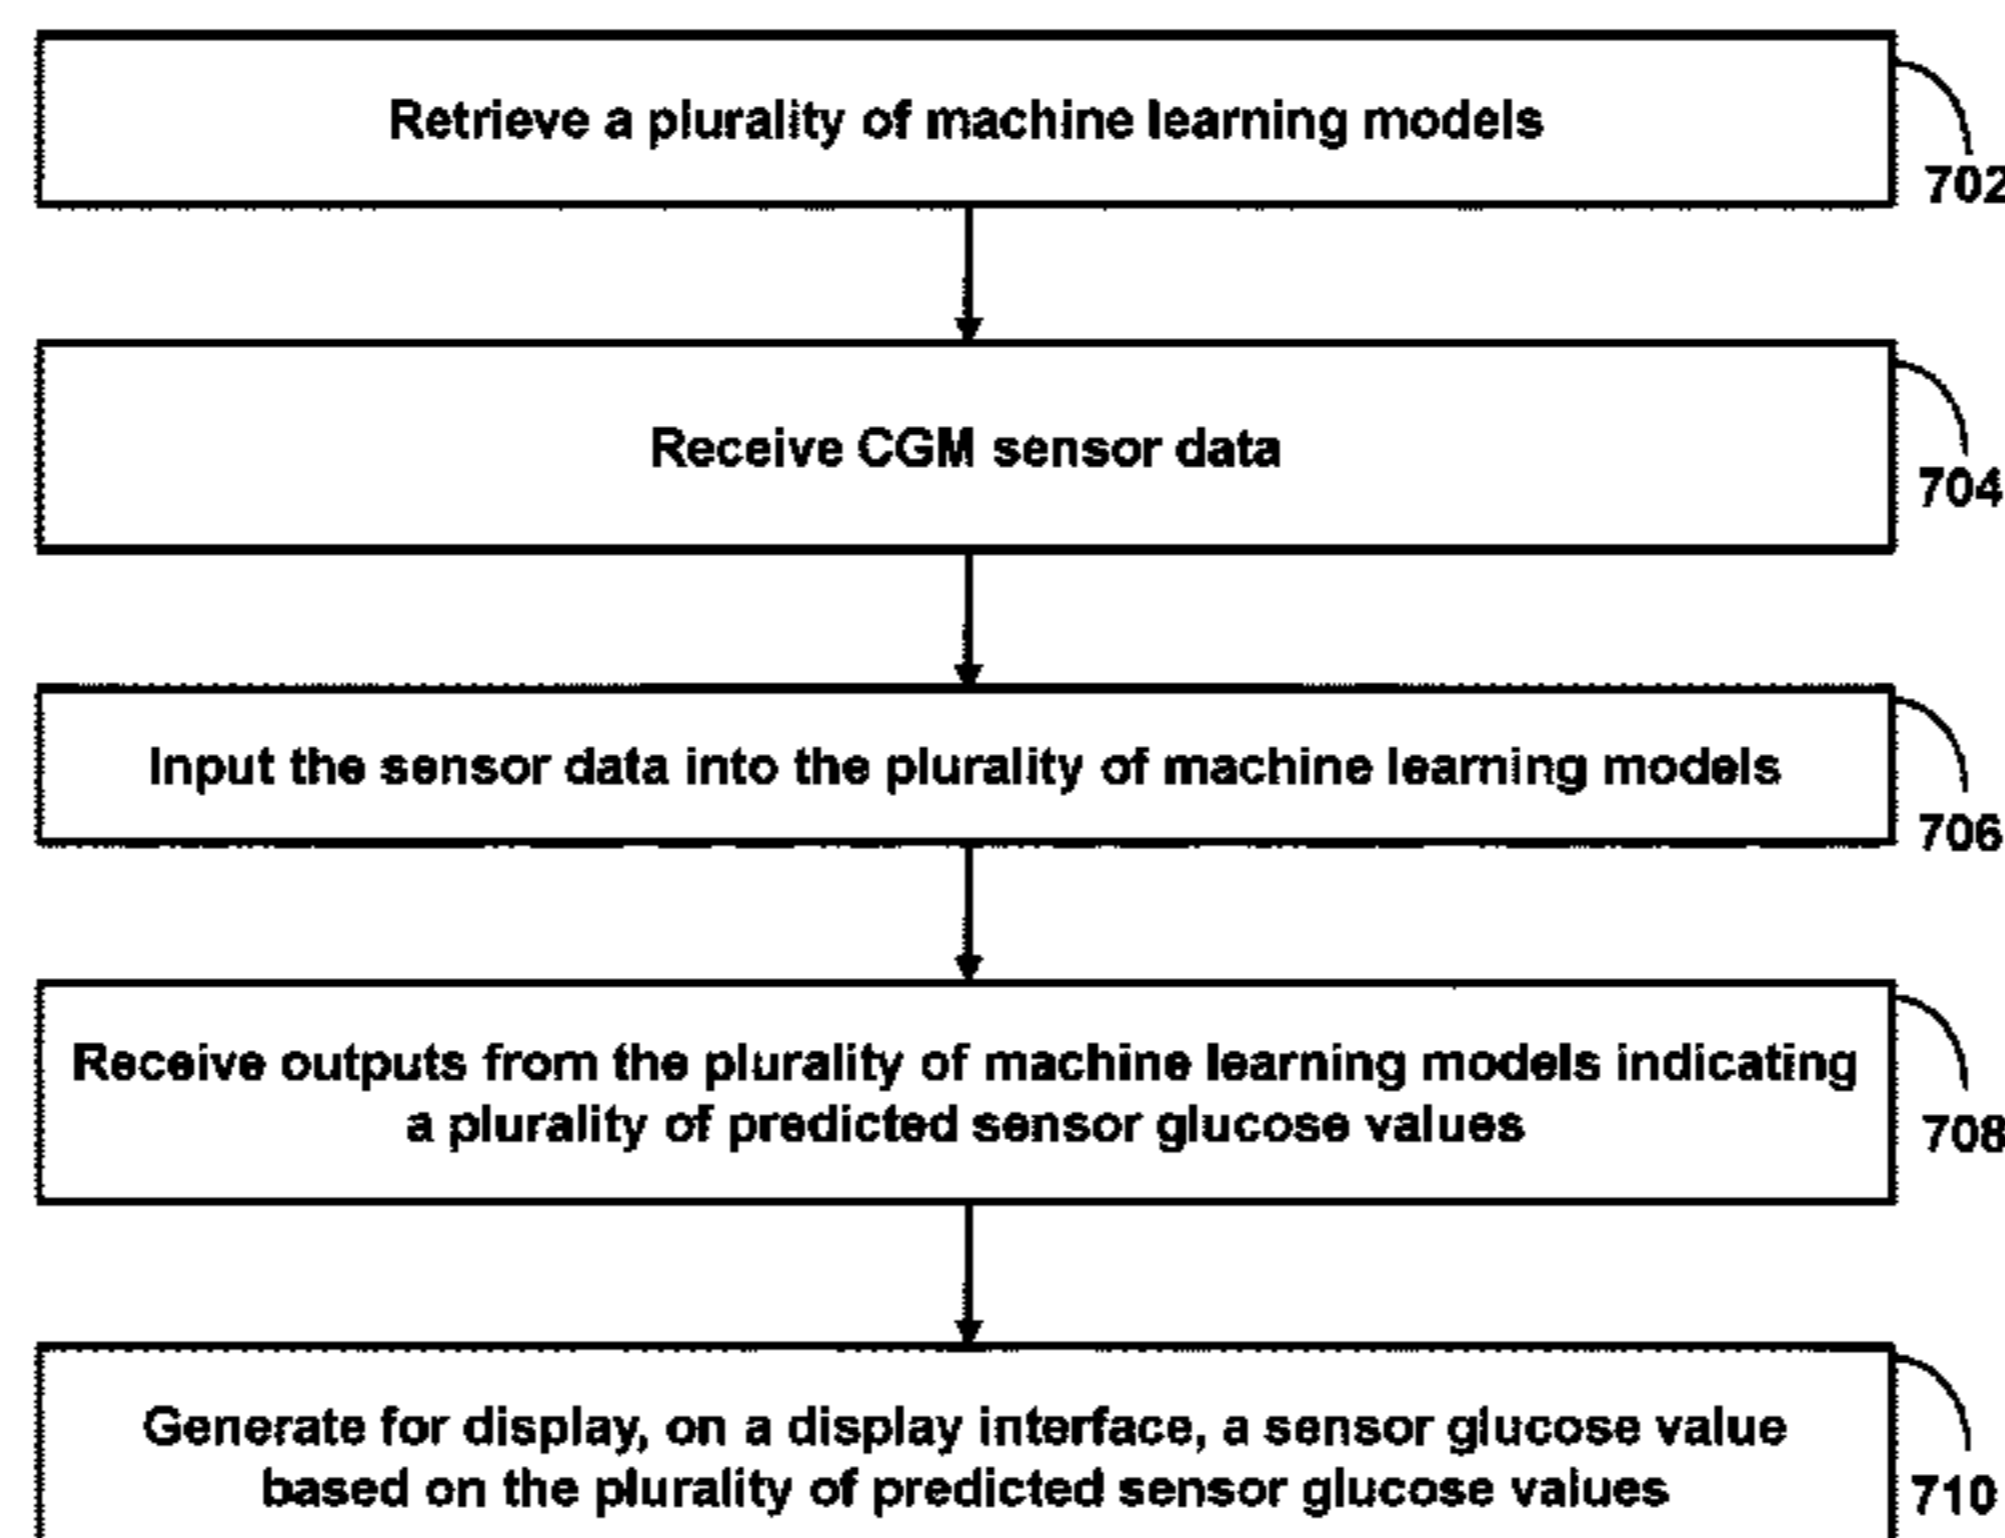 Retrieve a plurality of machine learning models
702
Receive CGM sensor data
704
Input the sensor data into the plurality of machine learning models
706
Receive outputs from the plurality of machine learning models indicating
a plurality of predicted sensor glucose values
708
Generate for display, on a display interface, a sensor glucose value
based on the plurality of predicted sensor glucose values
710